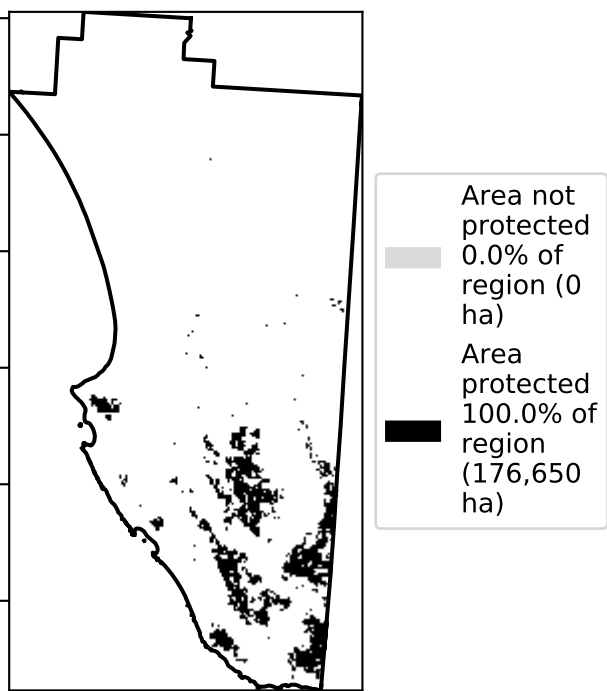 Area not
protected
0.0% of
region (0
ha)
Area
protected
100.0% of
region
(176,650
ha)